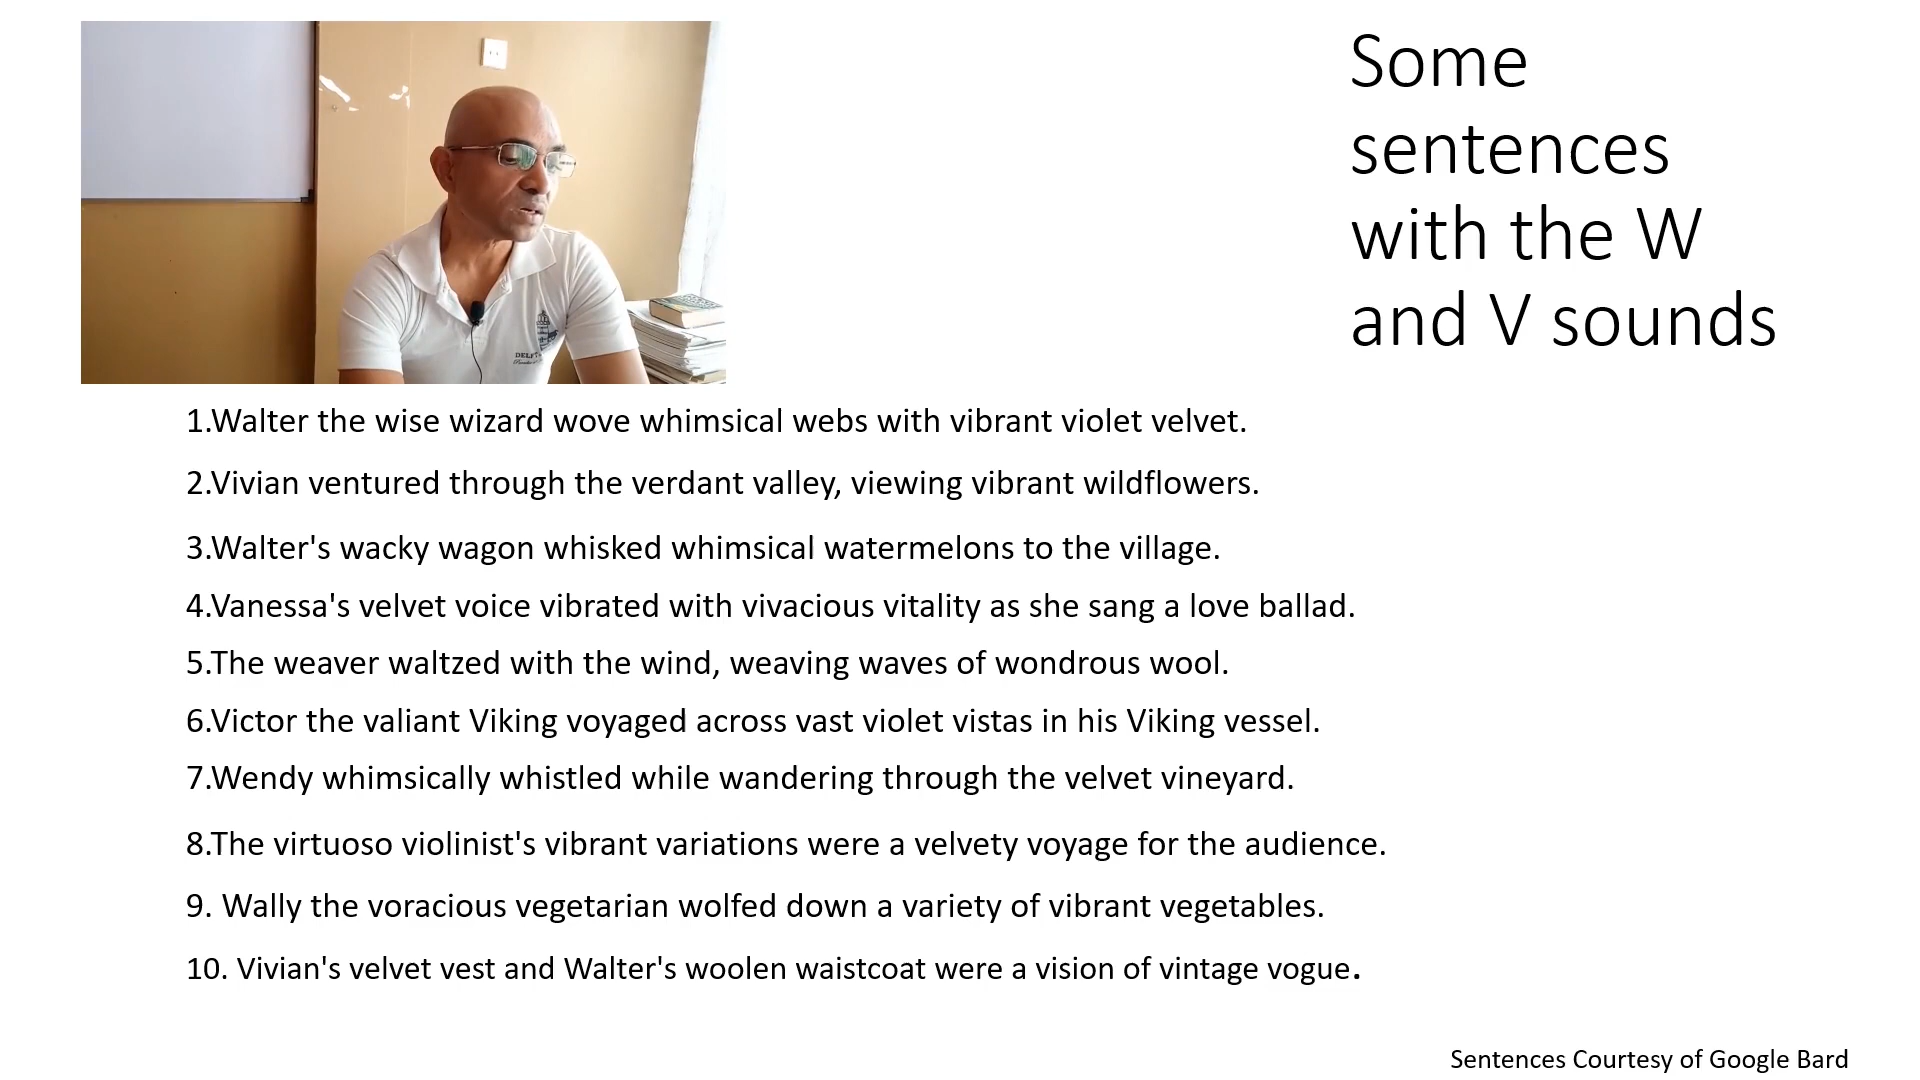 Some
sentences
with the W
and V sounds
1.Walter the wise wizard wove whimsical webs with vibrant violet velvet.
2.Vivian ventured through the verdant valley, viewing vibrant wildflowers.
3.Walter's wacky wagon whisked whimsical watermelons to the village.
4.Vanessa's velvet voice vibrated with vivacious vitality as she sang a love ballad.
5.The weaver waltzed with the wind, weaving waves of wondrous wool.
6.Victor the valiant Viking voyaged across vast violet vistas in his Viking vessel.
7.Wendy whimsically whistled while wandering through the velvet vineyard.
8.The virtuoso violinist's vibrant variations were a velvety voyage for the audience.
9. Wally the voracious vegetarian wolfed down a variety of vibrant vegetables.
10. Vivian's velvet vest and Walter's woolen waistcoat were a vision of vintage vogue.
Sentences Courtesy of Google Bard